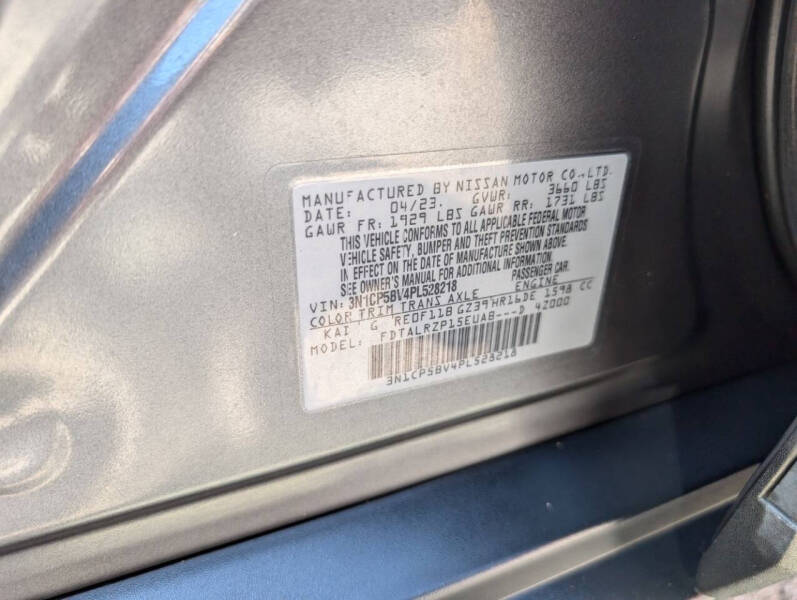 MANUFACTURED BY NISSAN MOTOR CO.,LTD.
DATE: 04/23. GVWR: 3660 LBS
GAWR FR: 1929 LBS GAWR RR: 1731 LBS
THIS VEHICLE CONFORMS TO ALL APPLICABLE FEDERAL MOTOR
VEHICLE SAFETY, BUMPER AND THEFT PREVENTION STANDARDS
IN EFFECT ON THE DATE OF MANUFACTURE SHOWN ABOVE.
SEE OWNER'S MANUAL FOR ADDITIONAL INFORMATION.
VIN: 3N1CP5BV4PL528218 PASSENGER CAR.
COLOR TRIM TRANS AXLE ENGINE
KAI G RE0F11B GZ39 HR16DE 1598 CC
MODEL: FDTALRZP15EUAB---D 42000
3N1CP5BV4PL528218